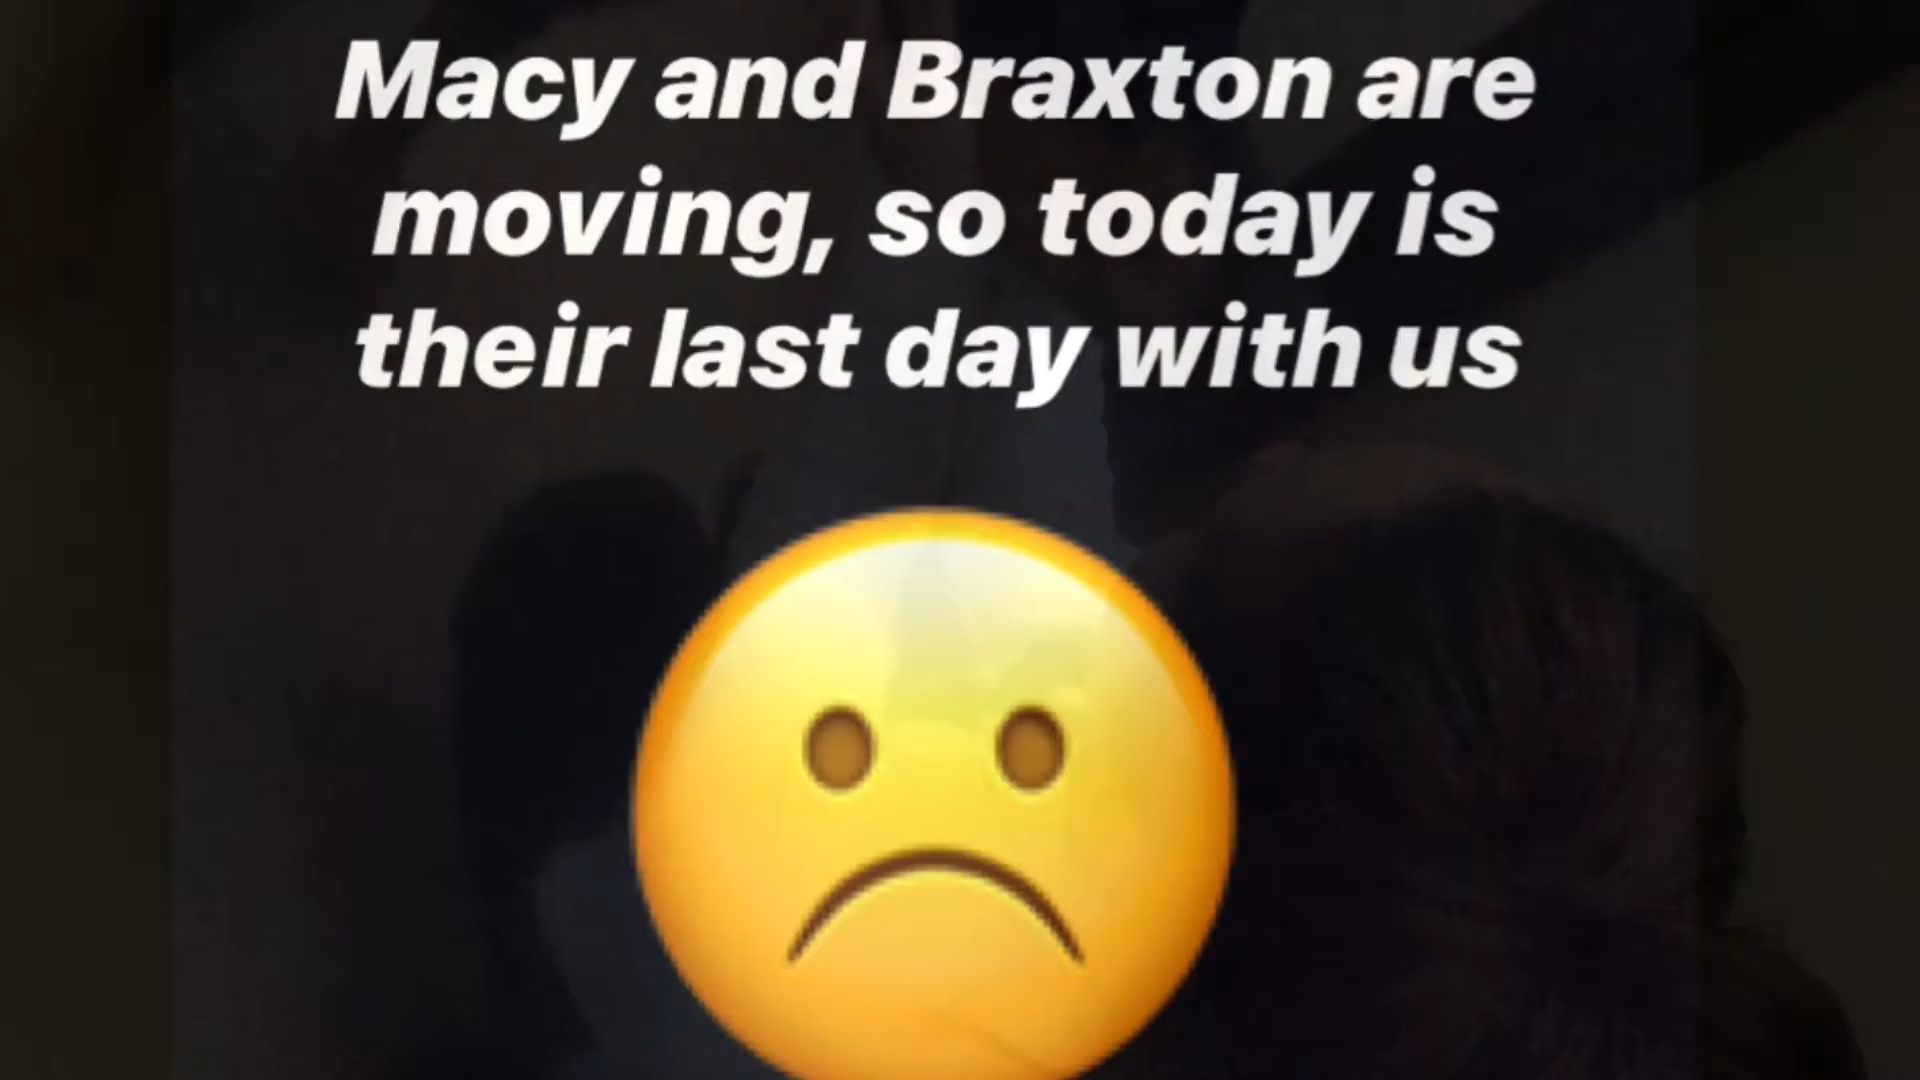 Macy and Braxton are
moving, so today is
their last day with us